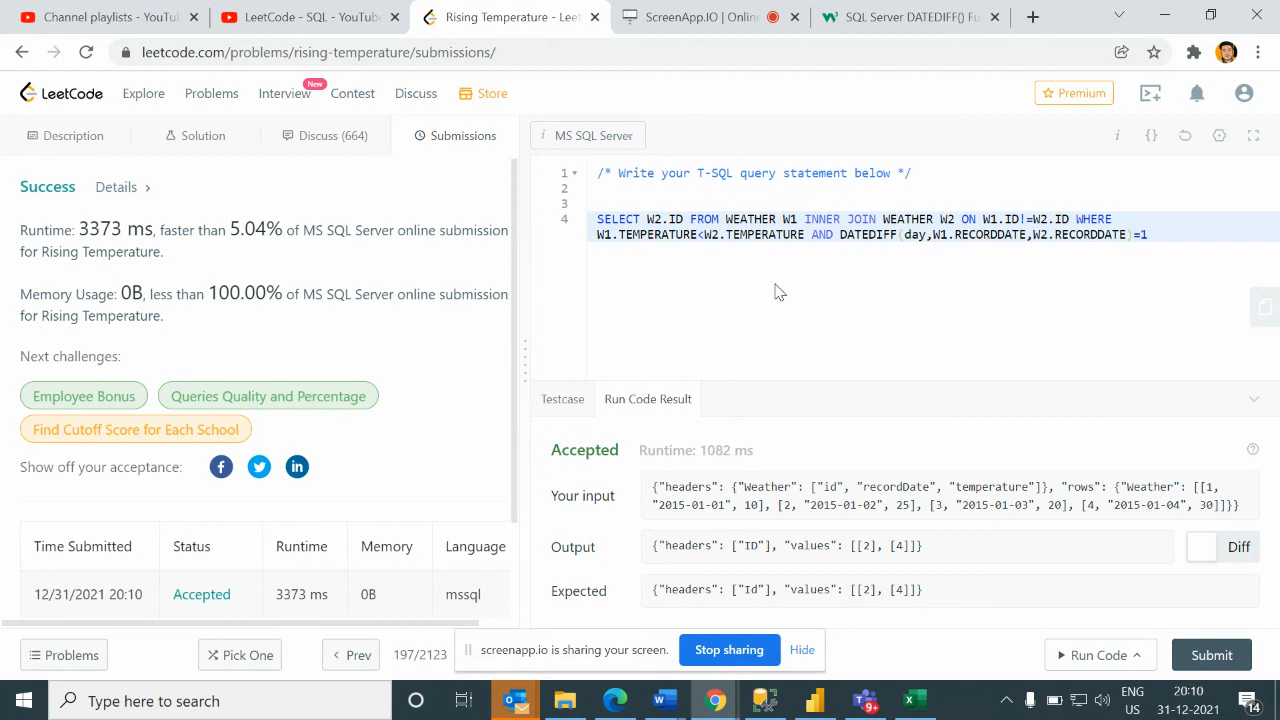 Channel playlists - YouTu
LeetCode - SQL - YouTube
Rising Temperature - Leet
ScreenApp.IO | Online
SQL Server DATEDIFF() Fu
leetcode.com/problems/rising-temperature/submissions/
LeetCode
Explore
Problems
Interview
New
Contest
Discuss
Store
Premium
Description
Solution
Discuss (664)
Submissions
i MS SQL Server
Success Details
Runtime: 3373 ms, faster than 5.04% of MS SQL Server online submission
for Rising Temperature.
Memory Usage: 0B, less than 100.00% of MS SQL Server online submission
for Rising Temperature.
Next challenges:
Employee Bonus
Queries Quality and Percentage
Find Cutoff Score for Each School
Show off your acceptance:
Time Submitted Status Runtime Memory Language
12/31/2021 20:10 Accepted 3373 ms 0B mssql
1 /* Write your T-SQL query statement below */
2
3
4 SELECT W2.ID FROM WEATHER W1 INNER JOIN WEATHER W2 ON W1.ID!=W2.ID WHERE
W1.TEMPERATURE<W2.TEMPERATURE AND DATEDIFF(day,W1.RECORDDATE,W2.RECORDDATE)=1
Testcase
Run Code Result
Accepted Runtime: 1082 ms
Your input
{"headers": {"Weather": ["id", "recordDate", "temperature"]}, "rows": {"Weather": [[1,
"2015-01-01", 10], [2, "2015-01-02", 25], [3, "2015-01-03", 20], [4, "2015-01-04", 30]]}}
Output
{"headers": ["ID"], "values": [[2], [4]]}
Diff
Expected
{"headers": ["Id"], "values": [[2], [4]]}
Problems
Pick One
Prev
197/2123
screenapp.io is sharing your screen.
Stop sharing
Hide
Run Code
Submit
Type here to search
9+
ENG
US
20:10
31-12-2021
14